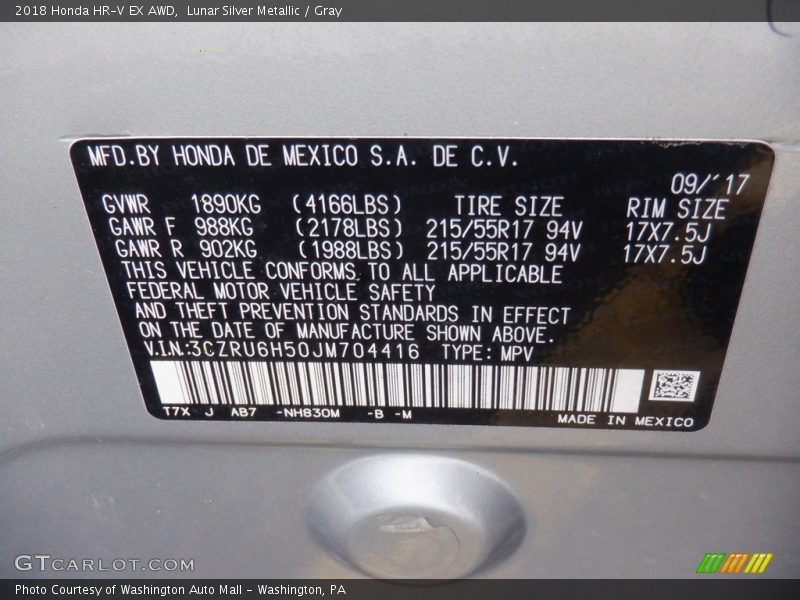 2018 Honda HR-V EX AWD,  Lunar Silver Metallic / Gray
MFD.BY HONDA DE MEXICO S.A. DE C.V.
09/'17
GVWR 1890KG (4166LBS) TIRE SIZE RIM SIZE
GAWR F 988KG (2178LBS) 215/55R17 94V 17X7.5J
GAWR R 902KG (1988LBS) 215/55R17 94V 17X7.5J
THIS VEHICLE CONFORMS TO ALL APPLICABLE
FEDERAL MOTOR VEHICLE SAFETY
AND THEFT PREVENTION STANDARDS IN EFFECT
ON THE DATE OF MANUFACTURE SHOWN ABOVE.
V.I.N:3CZRU6H50JM704416 TYPE: MPV
T7X J AB7 -NH830M -B -M
MADE IN MEXICO
GTCARLOT.COM
Photo Courtesy of Washington Auto Mall - Washington, PA